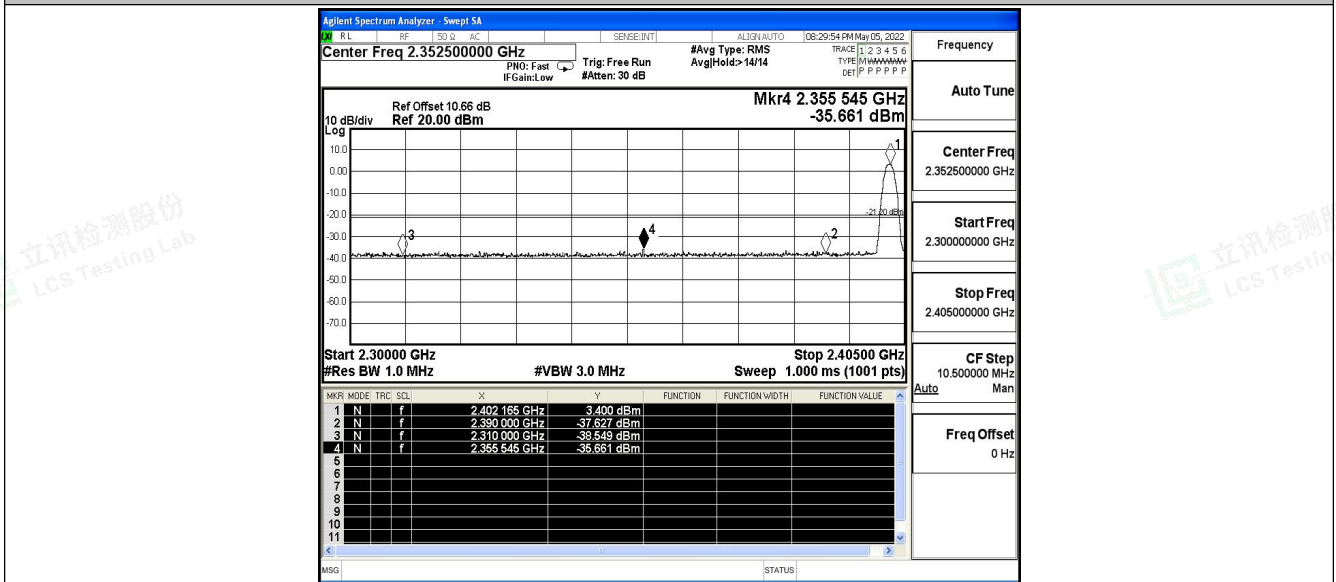 Agilent Spectrum Analyzer - Swept SA
LXI RL RF 50 Ω AC SENSE:INT ALIGN AUTO 08:29:54 PM May 05, 2022
Center Freq 2.352500000 GHz
PNO: Fast
IFGain:Low
Trig: Free Run
#Atten: 30 dB
#Avg Type: RMS
Avg|Hold:> 14/14
TRACE 1 2 3 4 5 6
TYPE M W W W W W
DET P P P P P P
Ref Offset 10.66 dB
10 dB/div Ref 20.00 dBm
Log
Mkr4 2.355 545 GHz
-35.661 dBm
10.0
0.00
-10.0
-20.0
-30.0
-40.0
-50.0
-60.0
-70.0
1
-21.20 dBm
3
4
2
Start 2.30000 GHz Stop 2.40500 GHz
#Res BW 1.0 MHz #VBW 3.0 MHz Sweep 1.000 ms (1001 pts)
MKR MODE TRC SCL X Y FUNCTION FUNCTION WIDTH FUNCTION VALUE
1 N f 2.402 165 GHz 3.400 dBm
2 N f 2.390 000 GHz -37.627 dBm
3 N f 2.310 000 GHz -38.549 dBm
4 N f 2.355 545 GHz -35.661 dBm
5
6
7
8
9
10
11
MSG STATUS
Frequency
Auto Tune
Center Freq
2.352500000 GHz
Start Freq
2.300000000 GHz
Stop Freq
2.405000000 GHz
CF Step
10.500000 MHz
Auto Man
Freq Offset
0 Hz
立讯检测股份
LCS Testing Lab
LCS
立讯检测股
LCS Testin